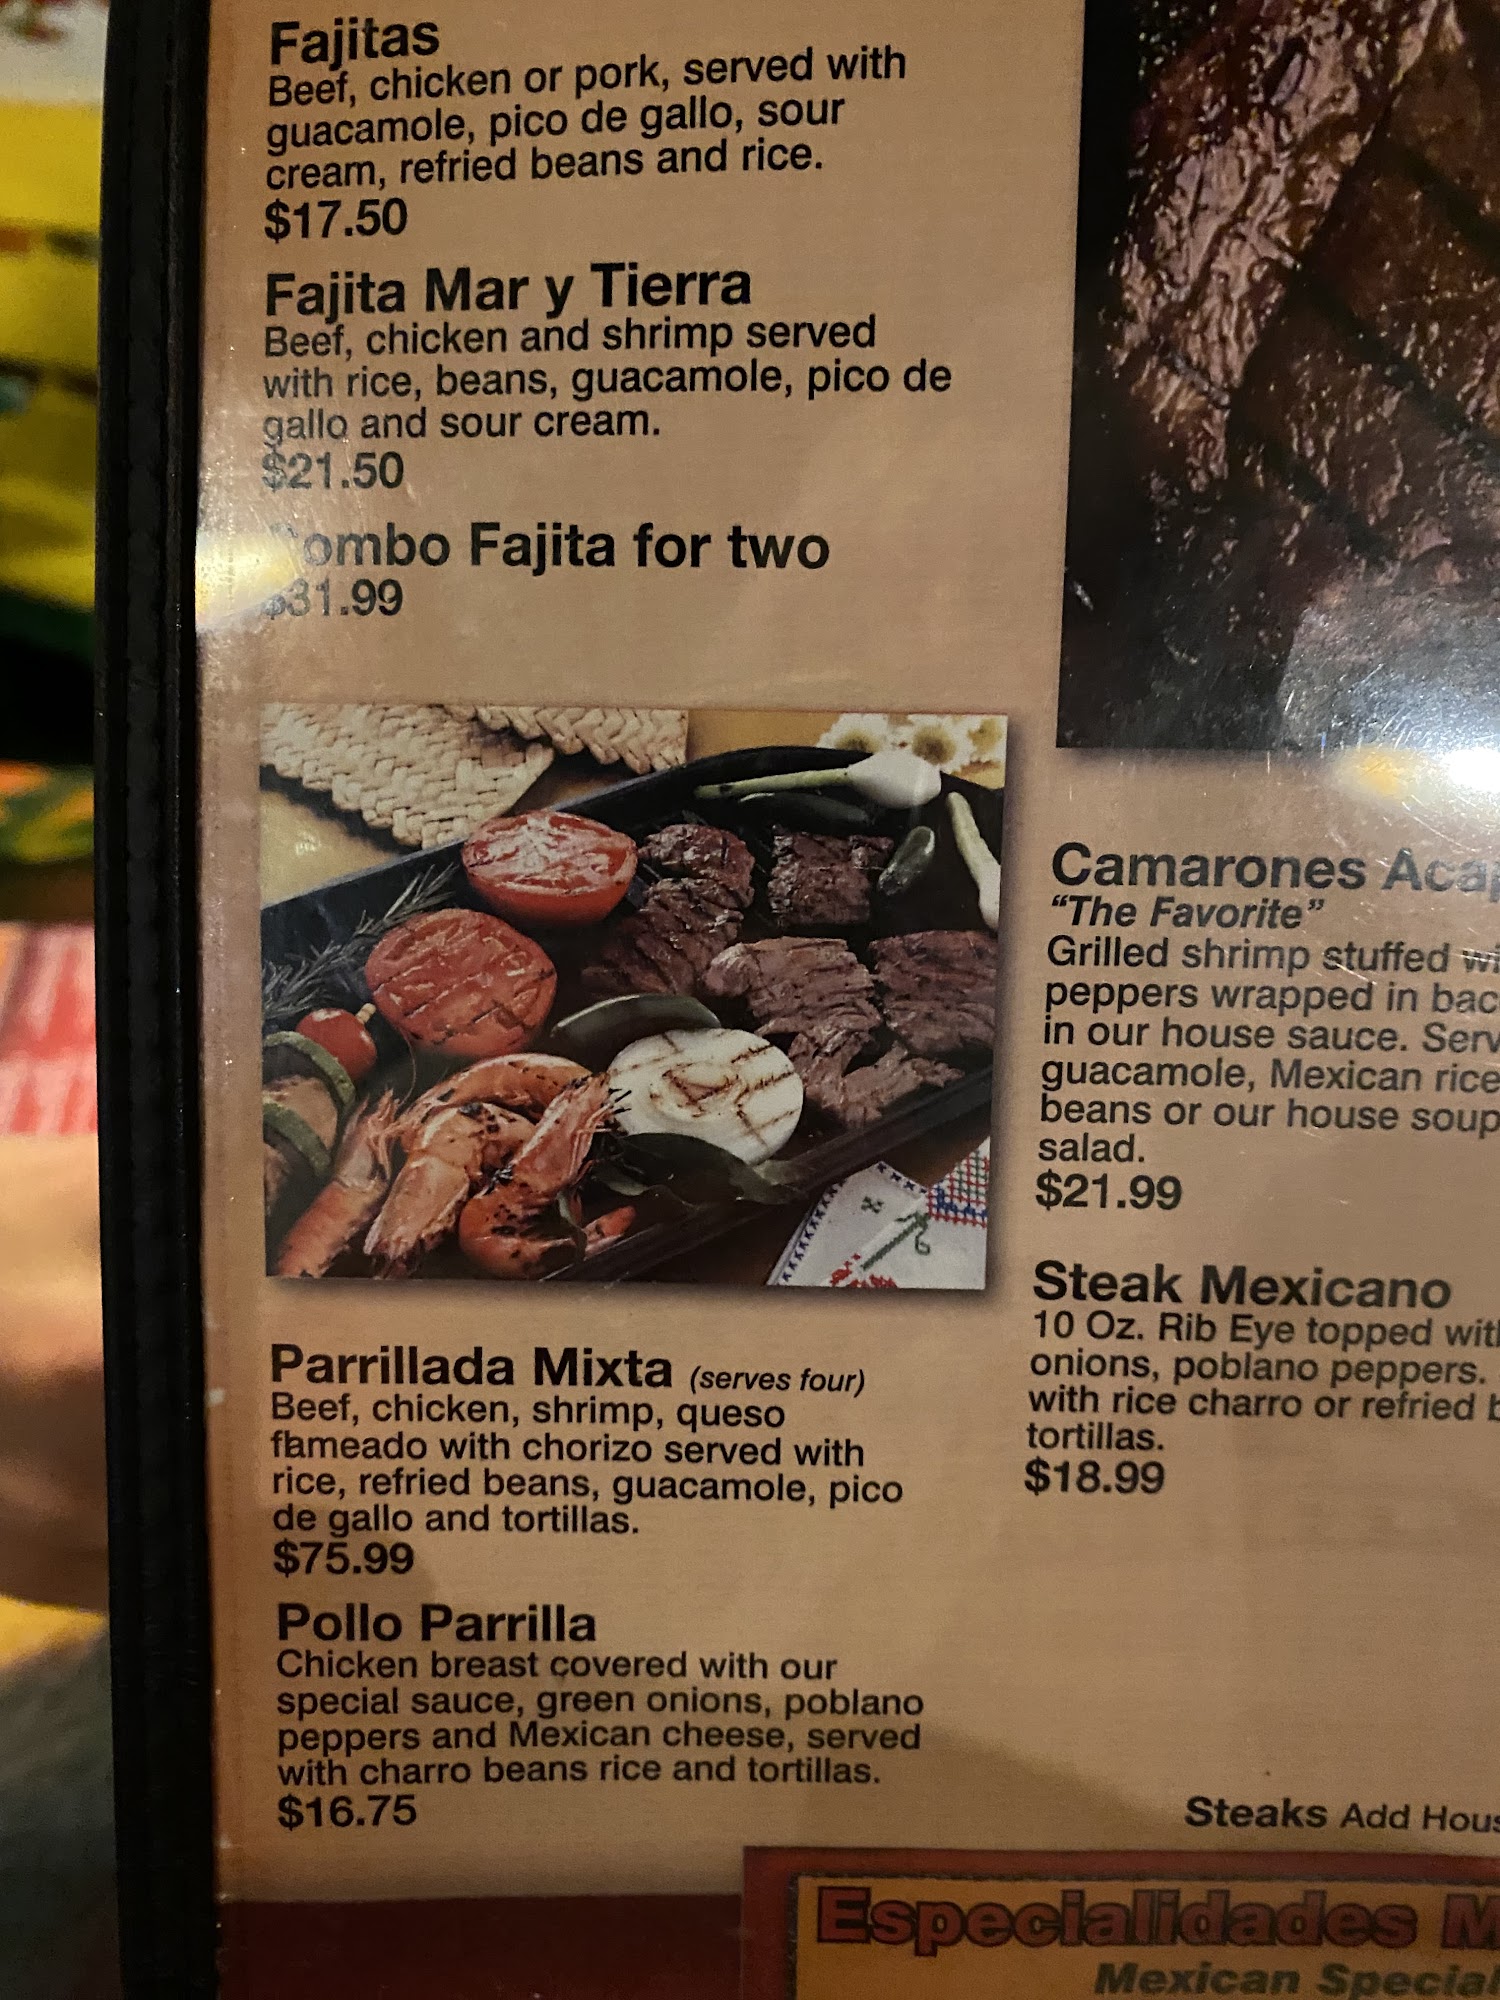 Fajitas
Beef, chicken or pork, served with
guacamole, pico de gallo, sour
cream, refried beans and rice.
$17.50
Fajita Mar y Tierra
Beef, chicken and shrimp served
with rice, beans, guacamole, pico de
gallo and sour cream.
$21.50
Combo Fajita for two
$31.99
Parrillada Mixta (serves four)
Beef, chicken, shrimp, queso
flameado with chorizo served with
rice, refried beans, guacamole, pico
de gallo and tortillas.
$75.99
Pollo Parrilla
Chicken breast covered with our
special sauce, green onions, poblano
peppers and Mexican cheese, served
with charro beans rice and tortillas.
$16.75
Camarones
"The Favorite"
Grilled shrimp stuffed
peppers wrapped in
in our house sauce.
guacamole, Mexican rice
beans or our house soup
salad.
$21.99
Steak Mexicano
10 Oz. Rib Eye topped with
onions, poblano peppers.
with rice charro or refried
tortillas.
$18.99
Steaks Add
Especialidades
Mexican